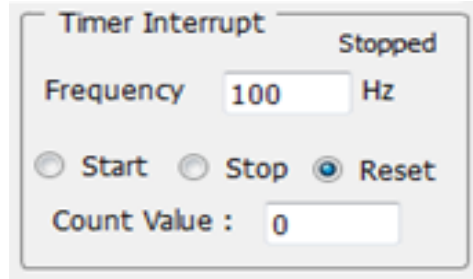 Timer Interrupt
Stopped
Frequency 100 Hz
Start Stop Reset
Count Value : 0